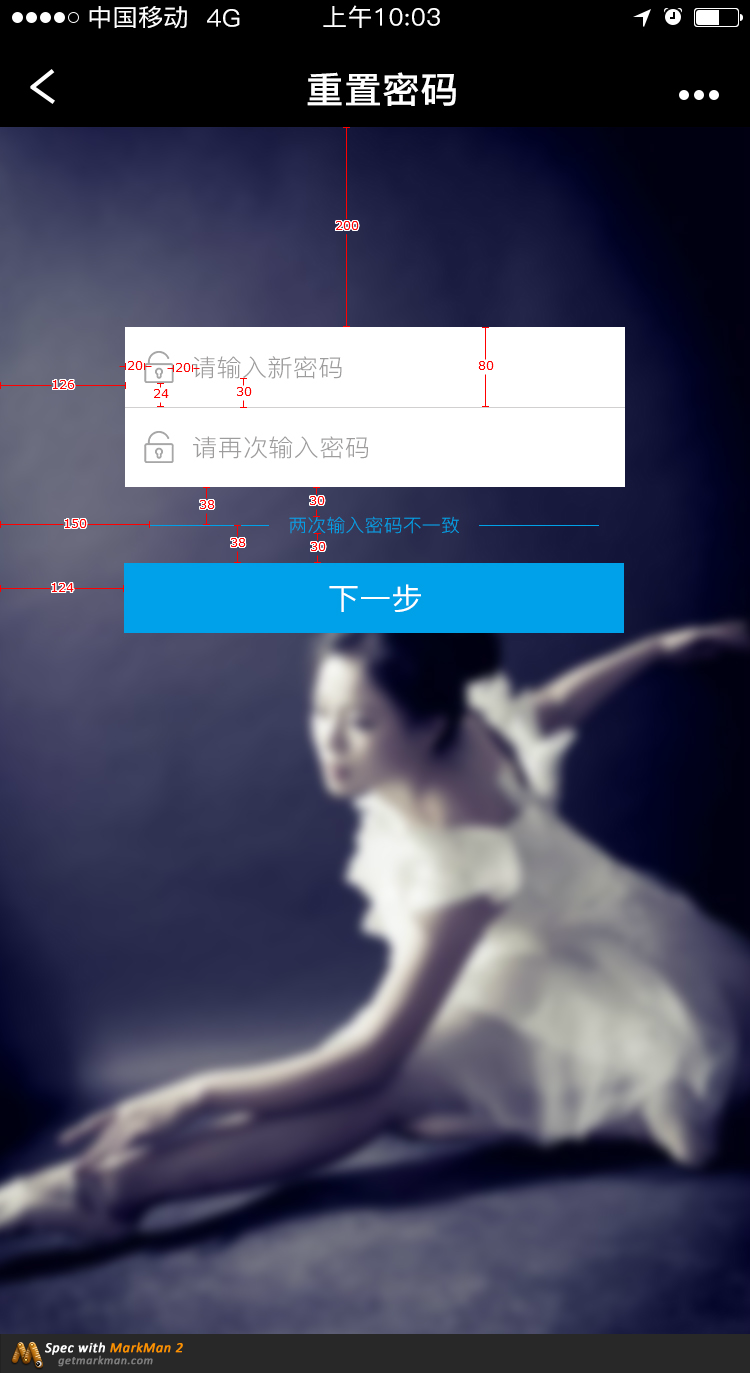 中国移动 4G 上午10:03
重置密码
200
20 20 请输入新密码 80
126 24 30
请再次输入密码
38 30
150 两次输入密码不一致
38 30
124 下一步
Spec with MarkMan 2
getmarkman.com